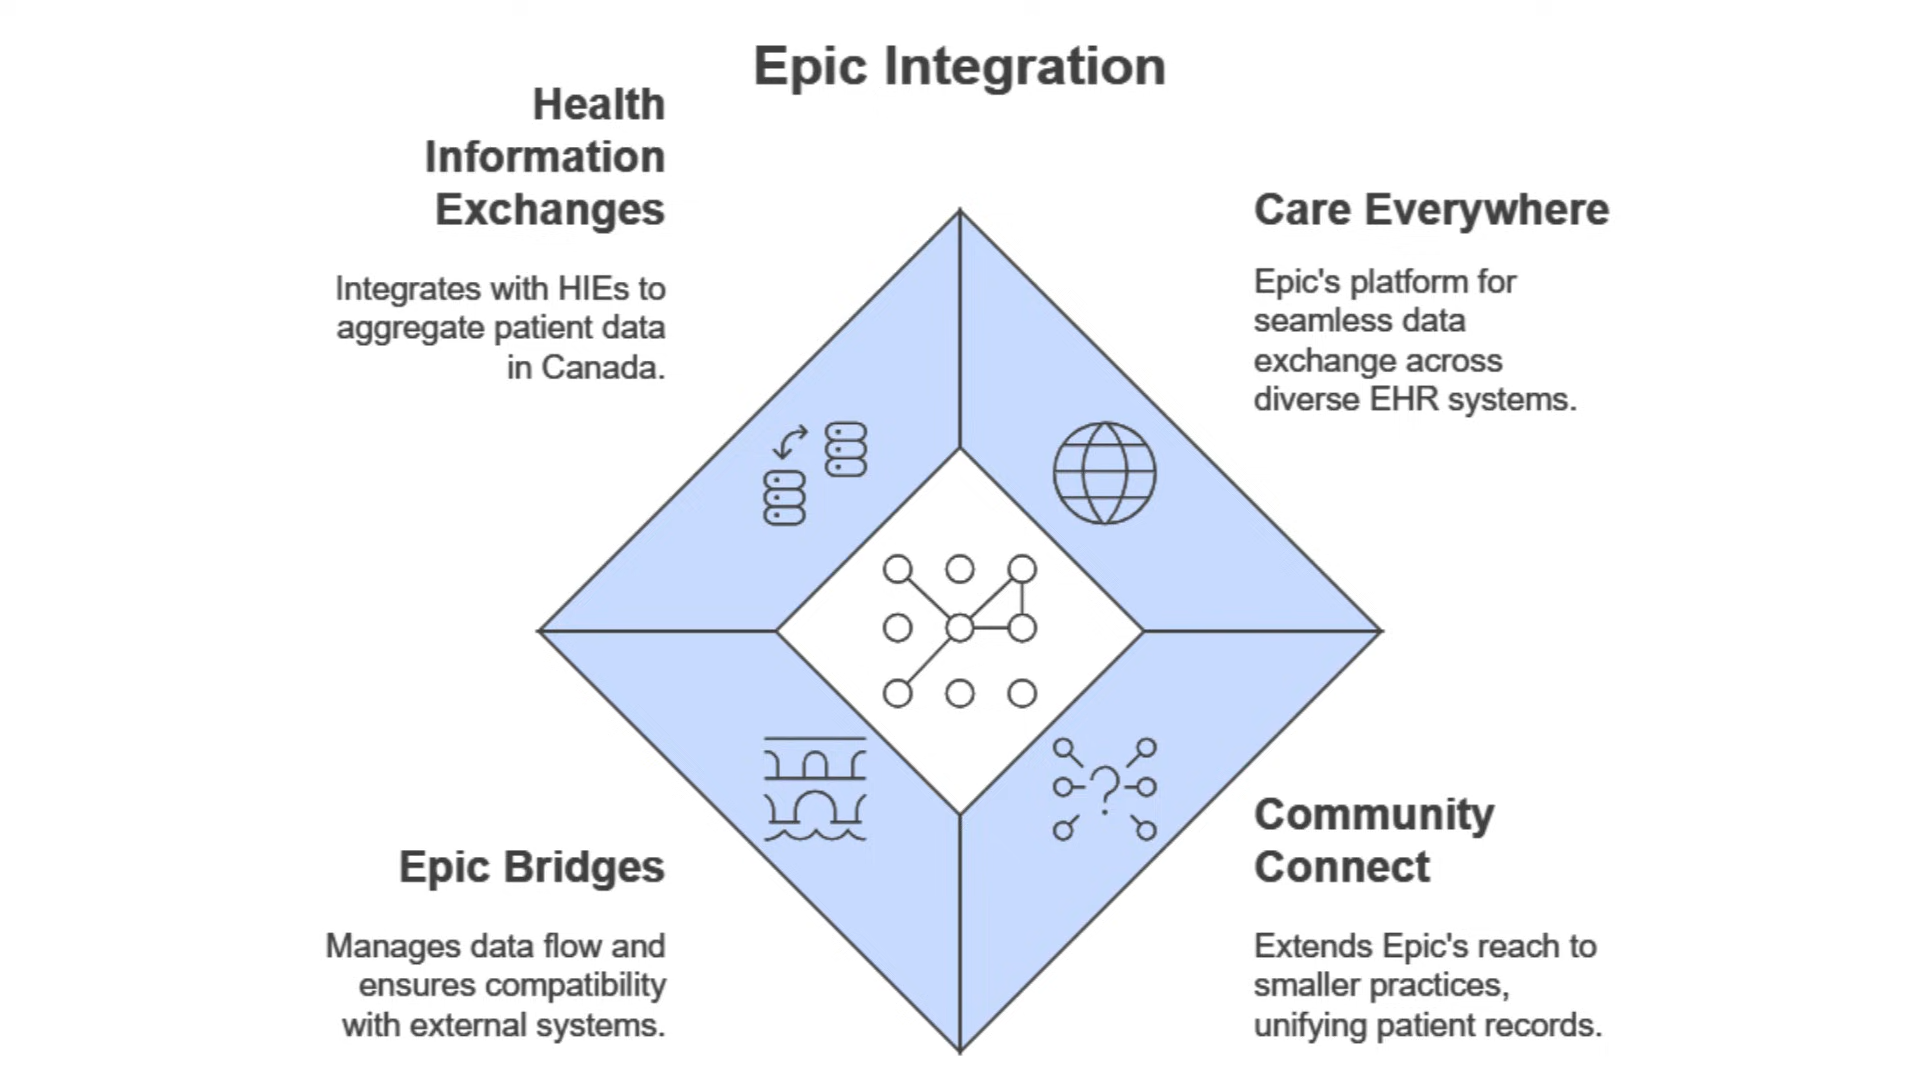 Epic Integration
Health
Information
Exchanges
Integrates with HIEs to
aggregate patient data
in Canada.
Care Everywhere
Epic's platform for
seamless data
exchange across
diverse EHR systems.
Epic Bridges
Manages data flow and
ensures compatibility
with external systems.
Community
Connect
Extends Epic's reach to
smaller practices,
unifying patient records.
?